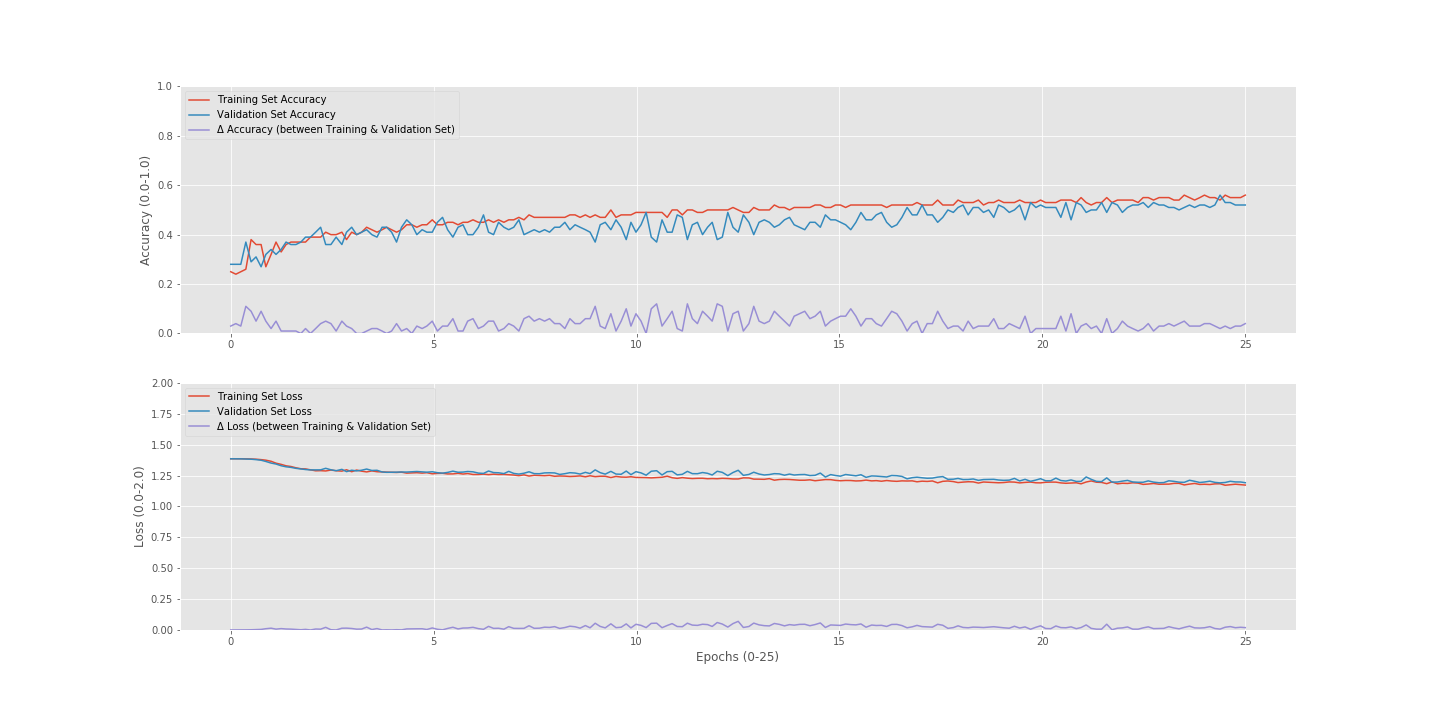 1.0
0.8
0.6
0.4
0.2
0.0
Accuracy (0.0-1.0)
Training Set Accuracy
Validation Set Accuracy
Δ Accuracy (between Training & Validation Set)
0 5 10 15 20 25
2.00
1.75
1.50
1.25
1.00
0.75
0.50
0.25
0.00
Loss (0.0-2.0)
Training Set Loss
Validation Set Loss
Δ Loss (between Training & Validation Set)
0 5 10 15 20 25
Epochs (0-25)